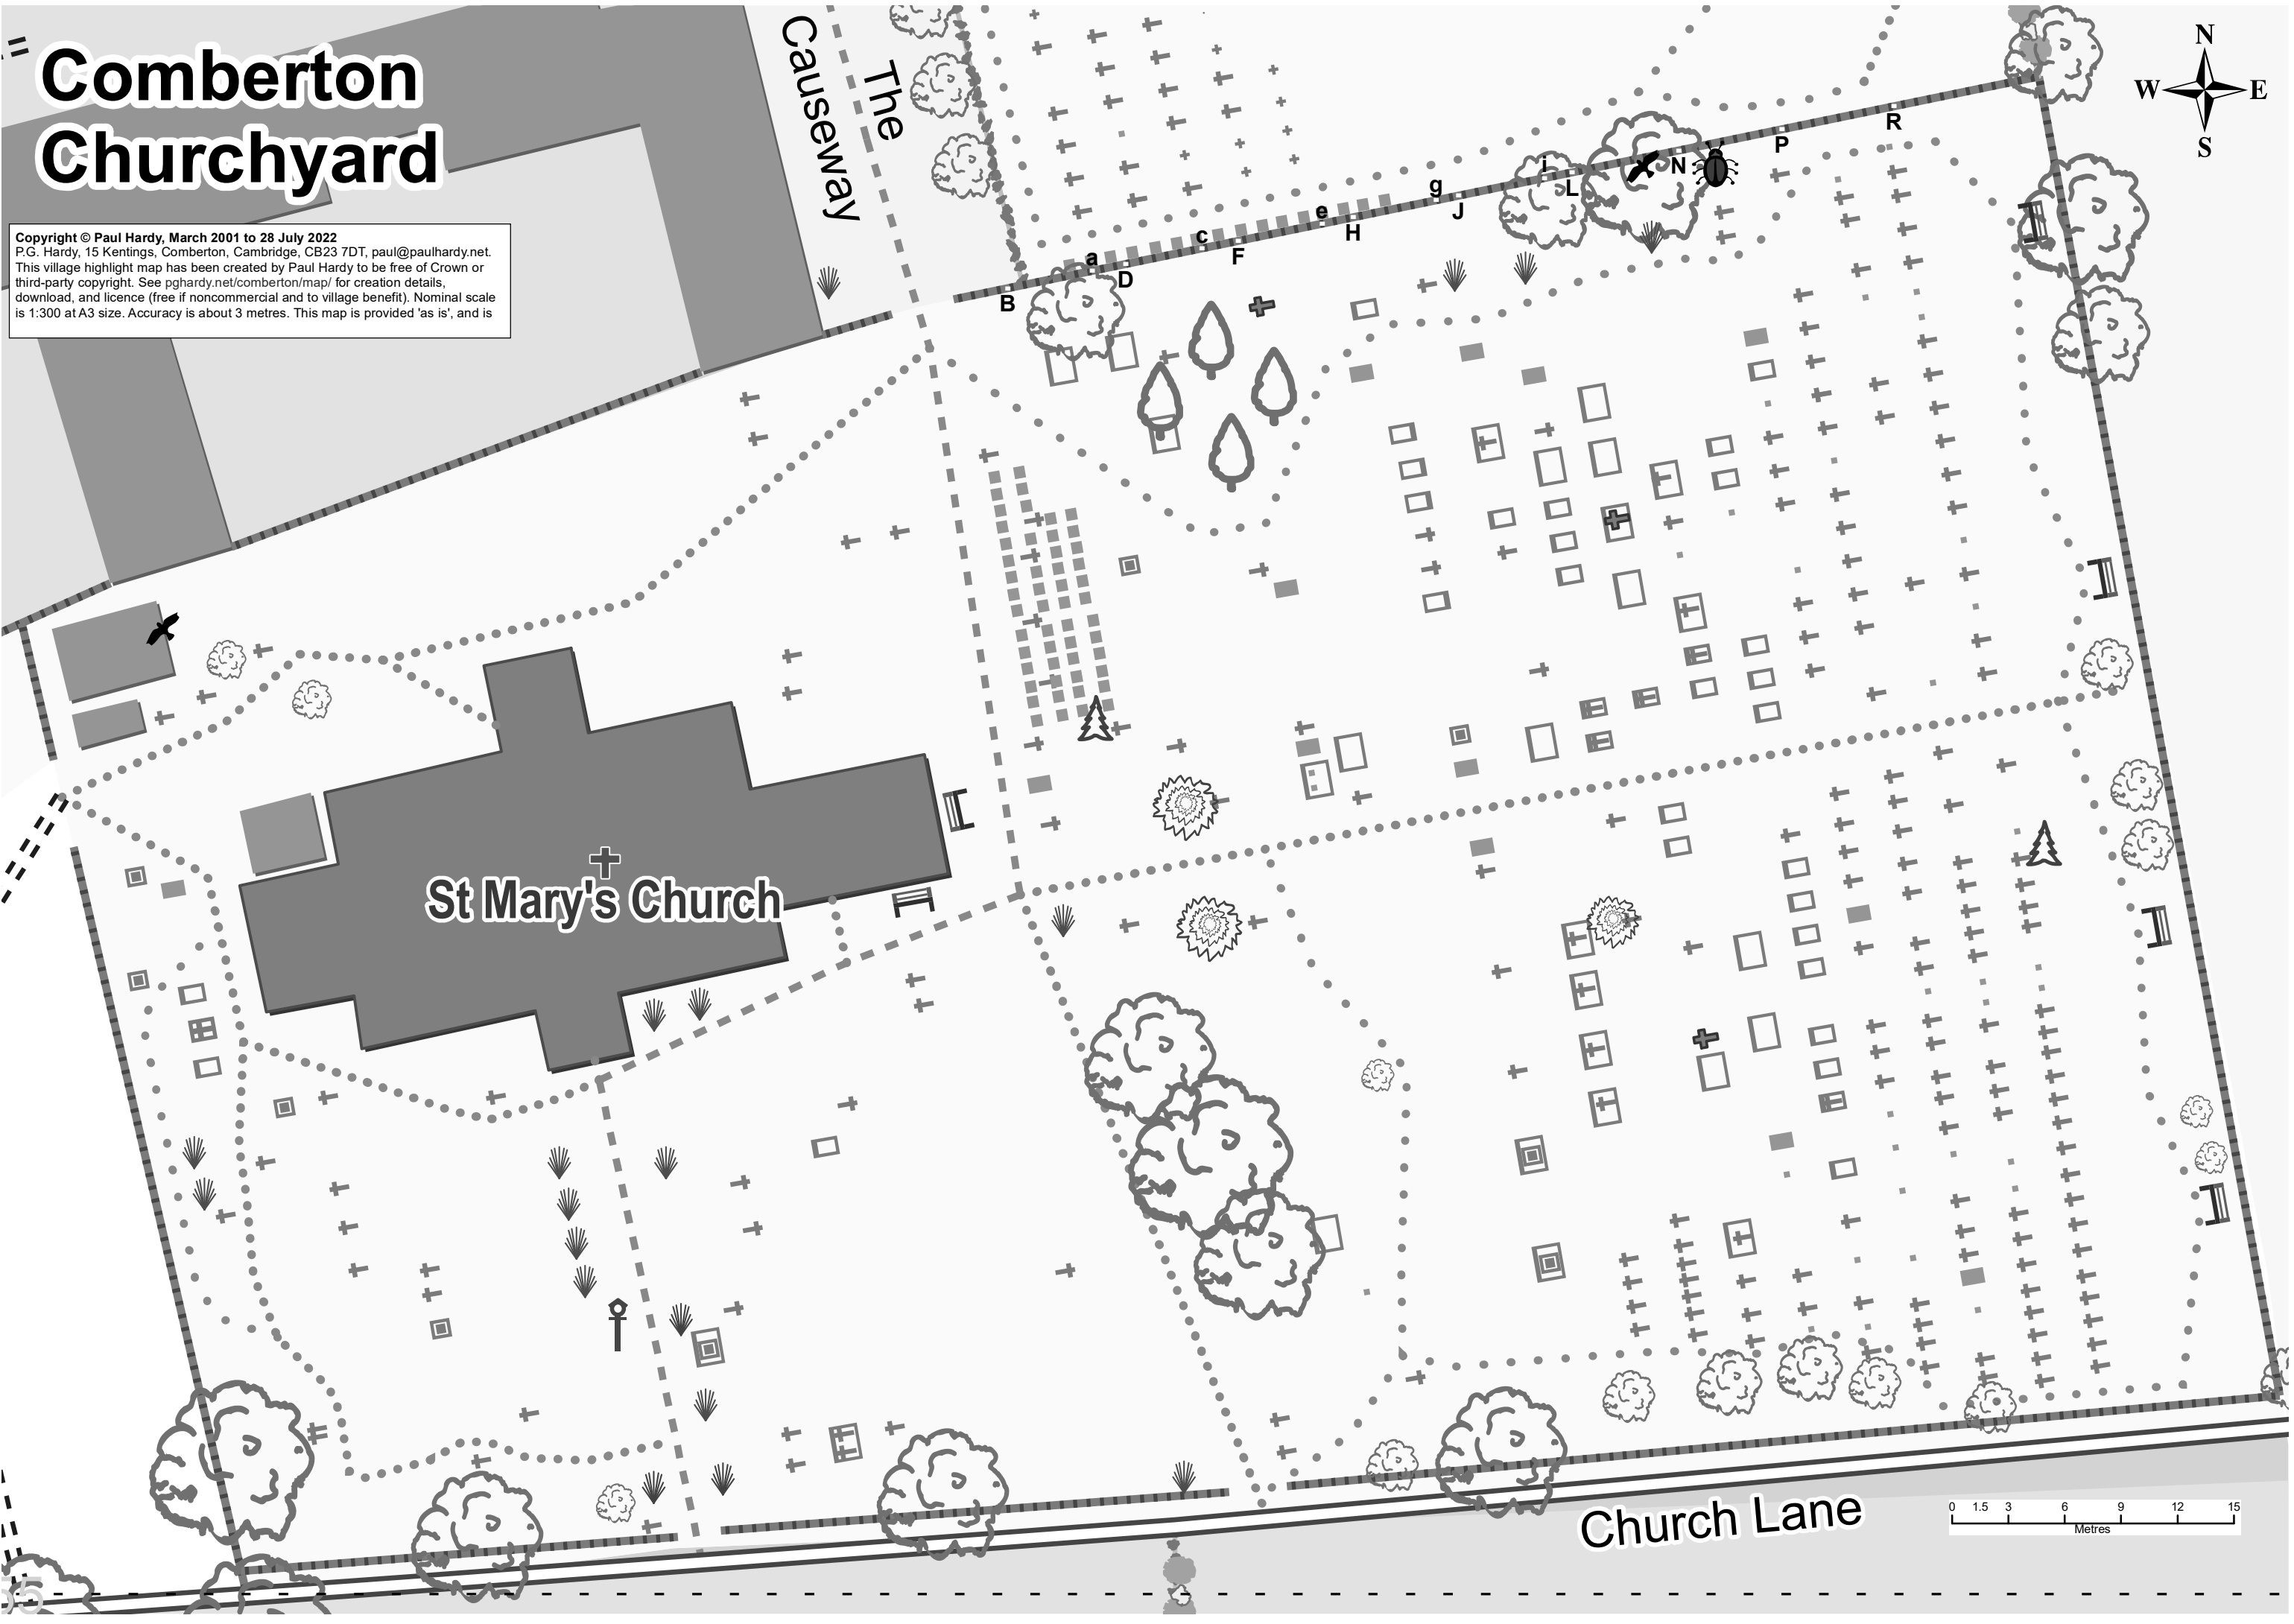 Comberton
Churchyard
Copyright © Paul Hardy, March 2001 to 28 July 2022
P.G. Hardy, 15 Kentings, Comberton, Cambridge, CB23 7DT, paul@paulhardy.net.
This village highlight map has been created by Paul Hardy to be free of Crown or
third-party copyright. See pghardy.net/comberton/map/ for creation details,
download, and licence (free if noncommercial and to village benefit). Nominal scale
is 1:300 at A3 size. Accuracy is about 3 metres. This map is provided 'as is', and is
The
Causeway
N
W E
S
R
P
N
i
L
g
J
e
H
c
F
a
D
B
St Mary's Church
Church Lane
0 1.5 3 6 9 12 15
Metres